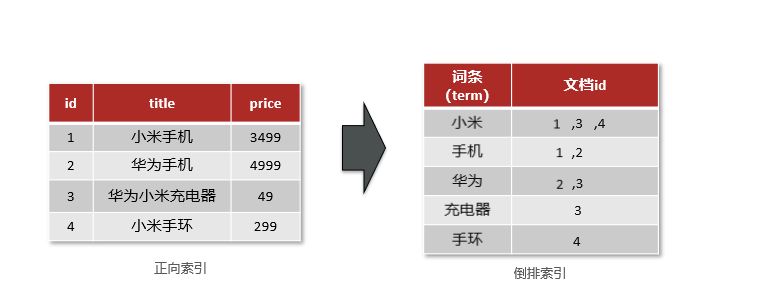 id title price
1 小米手机 3499
2 华为手机 4999
3 华为小米充电器 49
4 小米手环 299
正向索引
词条 文档id
(term)
小米 1 ,3 ,4
手机 1 ,2
华为 2 ,3
充电器 3
手环 4
倒排索引